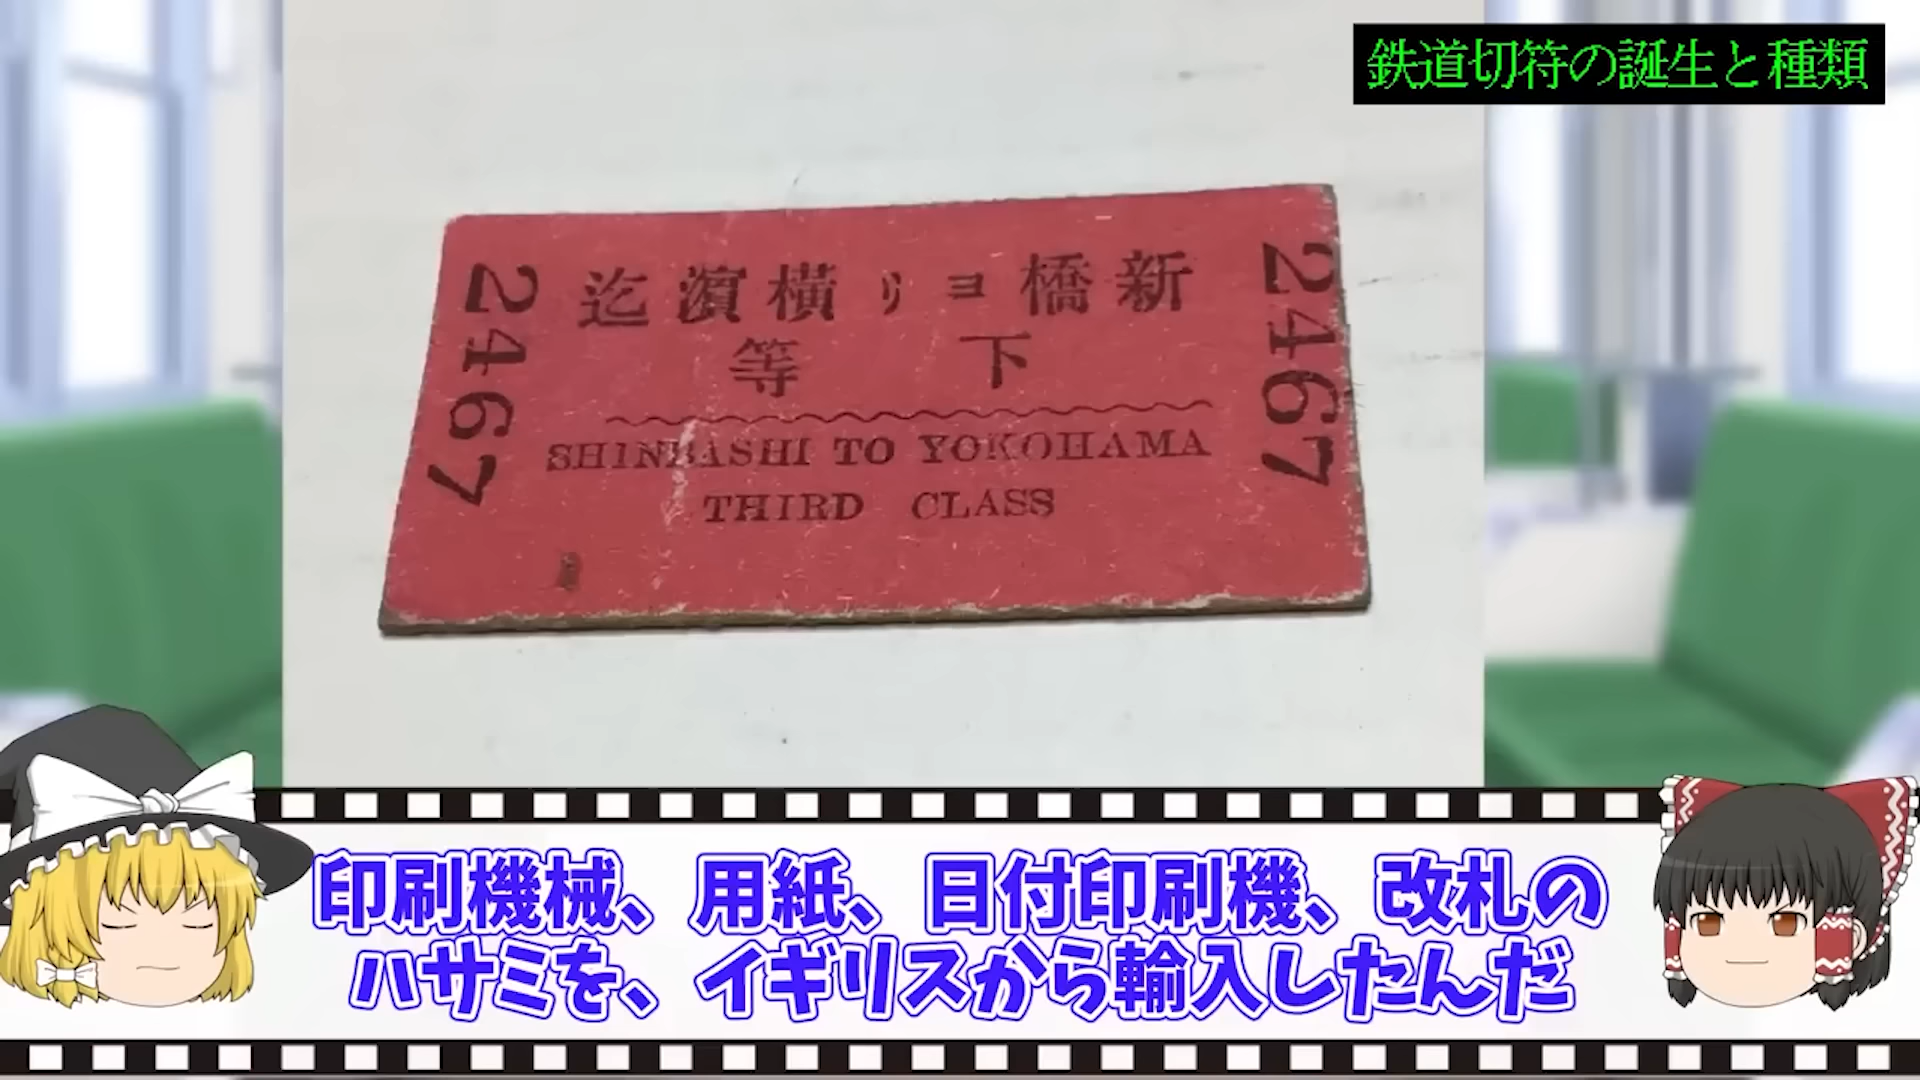 鉄道切符の誕生と種類
新橋ヨリ横濱迄
下等
SHINBASHI TO YOKOHAMA
THIRD CLASS
2467
2467
印刷機械、用紙、日付印刷機、改札の
ハサミを、イギリスから輸入したんだ